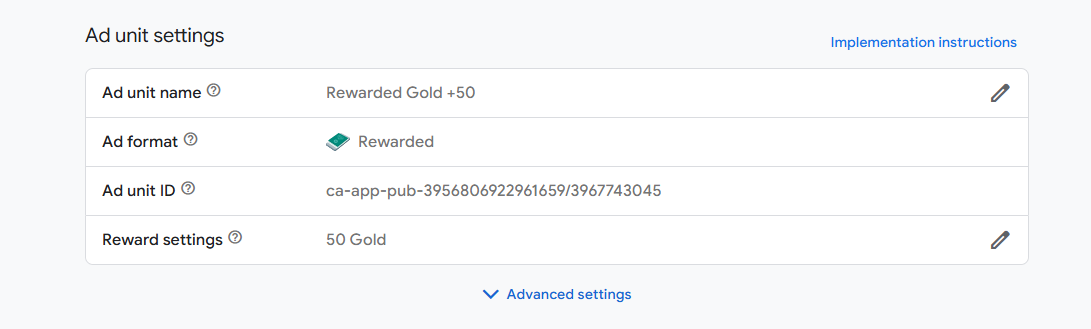 Ad unit settings
Implementation instructions
Ad unit name
Rewarded Gold +50
Ad format
Rewarded
Ad unit ID
ca-app-pub-3956806922961659/3967743045
Reward settings
50 Gold
Advanced settings